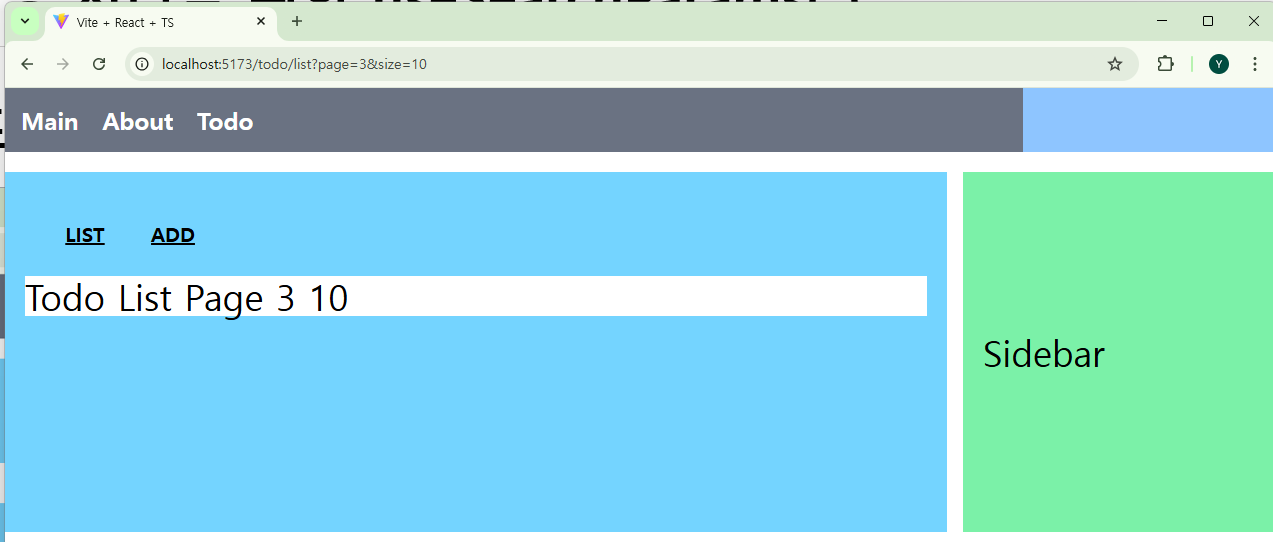 Vite + React + TS
localhost:5173/todo/list?page=3&size=10
Y
Main About Todo
LIST ADD
Todo List Page 3 10
Sidebar